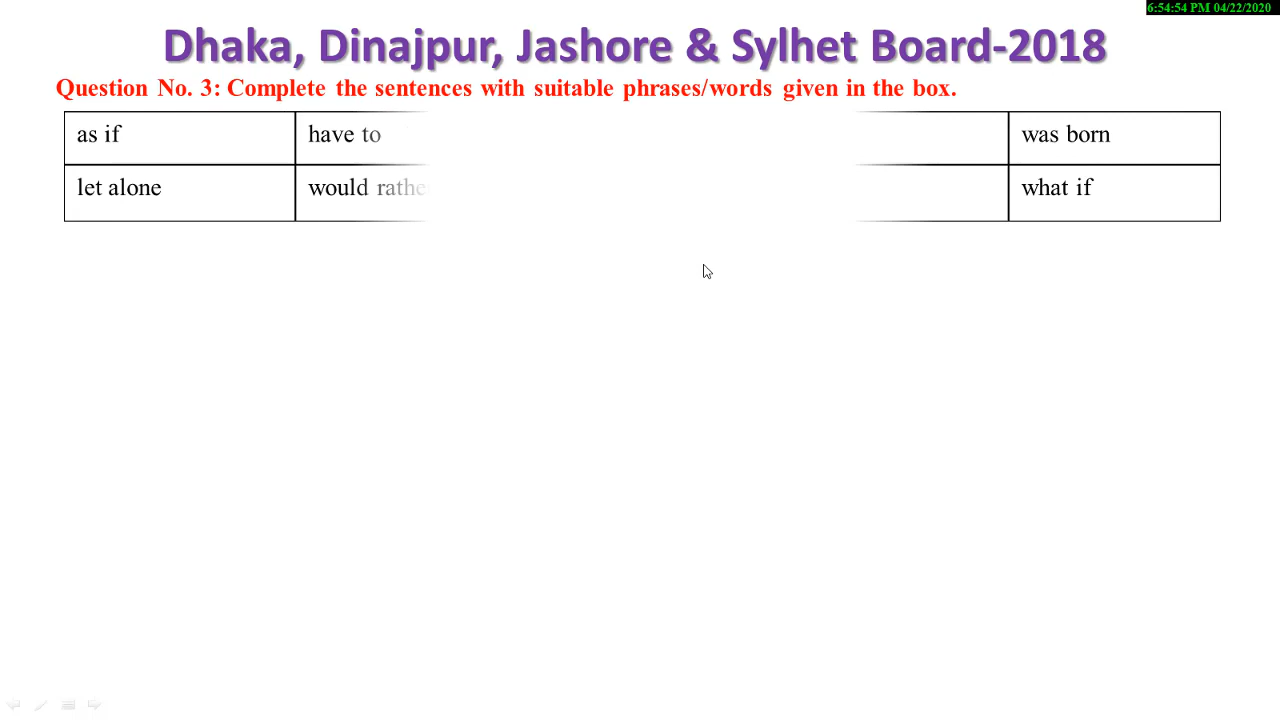 6:54:54 PM 04/22/2020
Dhaka, Dinajpur, Jashore & Sylhet Board-2018
Question No. 3: Complete the sentences with suitable phrases/words given in the box.
as if have to was born
let alone would rathe what if